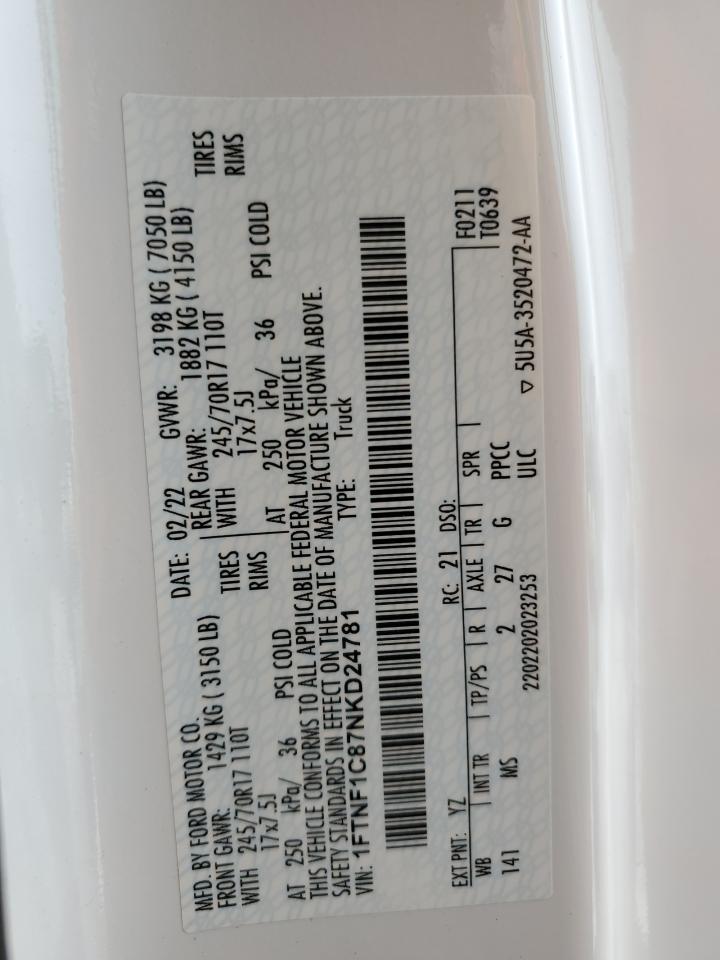 MFD. BY FORD MOTOR CO. DATE: 02/22 GVWR: 3198 KG ( 7050 LB)
FRONT GAWR: 1429 KG ( 3150 LB) REAR GAWR: 1882 KG ( 4150 LB)
WITH 245/70R17 110T TIRES WITH 245/70R17 110T TIRES
17x7.5J RIMS 17x7.5J RIMS
AT 250 kPa/ 36 PSI COLD AT 250 kPa/ 36 PSI COLD
THIS VEHICLE CONFORMS TO ALL APPLICABLE FEDERAL MOTOR VEHICLE
SAFETY STANDARDS IN EFFECT ON THE DATE OF MANUFACTURE SHOWN ABOVE.
VIN: 1FTNF1C87NKD24781 TYPE: Truck
EXT PNT: YZ RC: 21 DSO: F0211
WB INT TR TP/PS R AXLE TR SPR T0639
141 MS 2 27 G PPCC
2202202023253 ULC ▽ 5U5A-3520472-AA